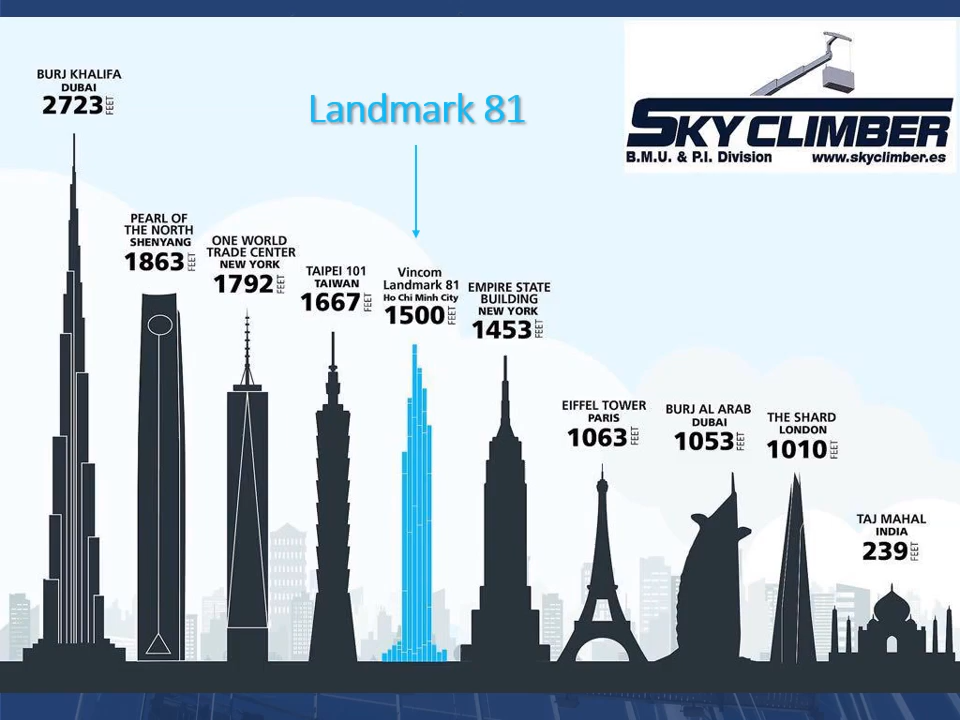 BURJ KHALIFA
DUBAI
2723 FEET
Landmark 81
SKY CLIMBER
B.M.U. & P.I. Division www.skyclimber.es
PEARL OF
THE NORTH
SHENYANG
1863 FEET
ONE WORLD
TRADE CENTER
NEW YORK
1792 FEET
TAIPEI 101
TAIWAN
1667 FEET
Vincom
Landmark 81
Ho Chi Minh City
1500 FEET
EMPIRE STATE
BUILDING
NEW YORK
1453 FEET
EIFFEL TOWER
PARIS
1063 FEET
BURJ AL ARAB
DUBAI
1053 FEET
THE SHARD
LONDON
1010 FEET
TAJ MAHAL
INDIA
239 FEET